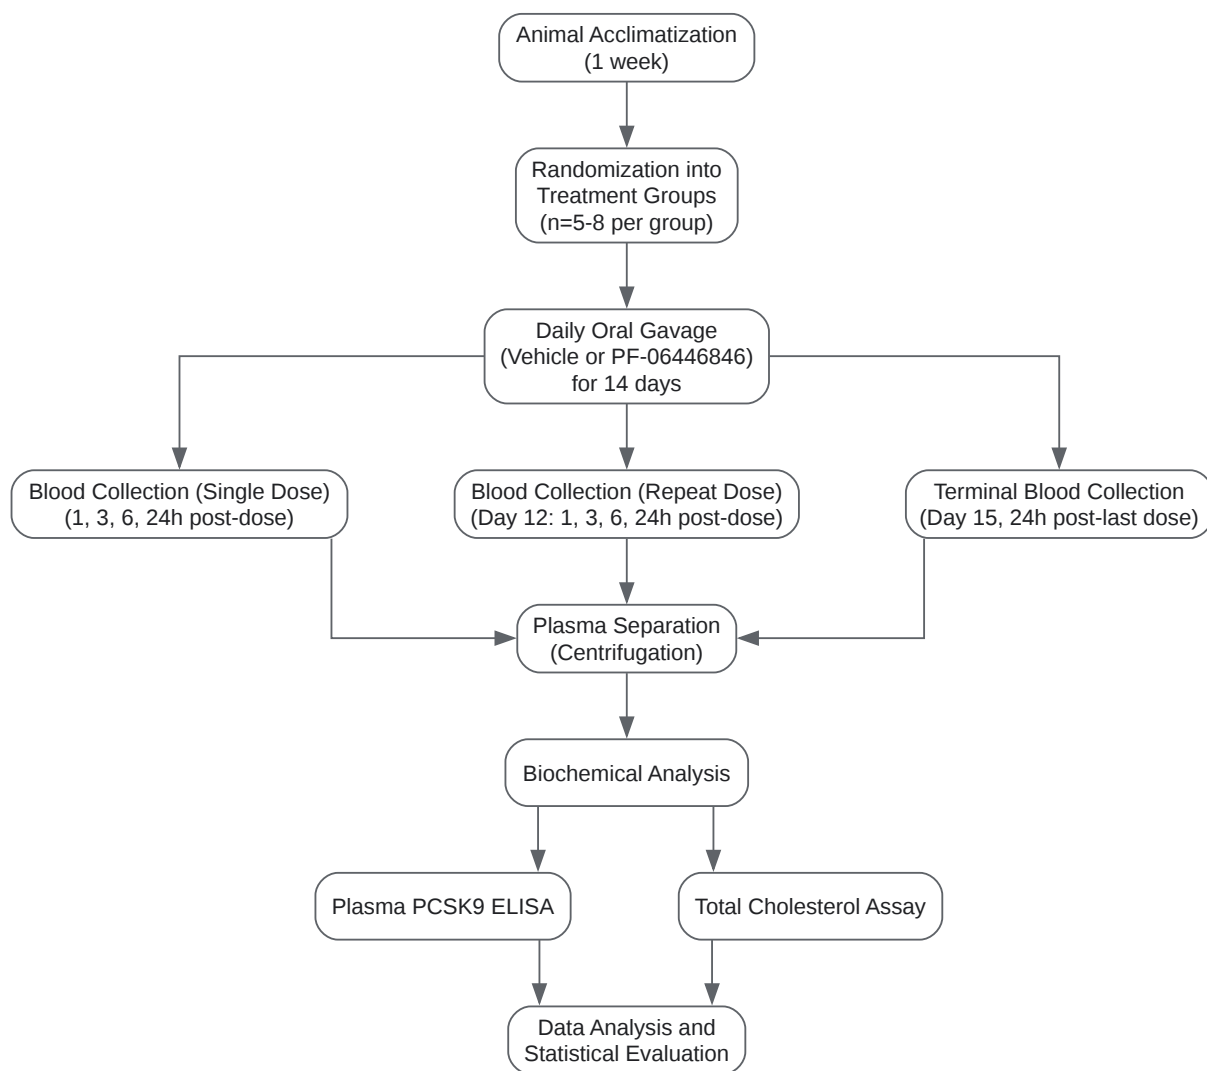 Animal Acclimatization
(1 week)
Randomization into
Treatment Groups
(n=5-8 per group)
Daily Oral Gavage
(Vehicle or PF-06446846)
for 14 days
Blood Collection (Single Dose)
(1, 3, 6, 24h post-dose)
Blood Collection (Repeat Dose)
(Day 12: 1, 3, 6, 24h post-dose)
Terminal Blood Collection
(Day 15, 24h post-last dose)
Plasma Separation
(Centrifugation)
Biochemical Analysis
Plasma PCSK9 ELISA
Total Cholesterol Assay
Data Analysis and
Statistical Evaluation